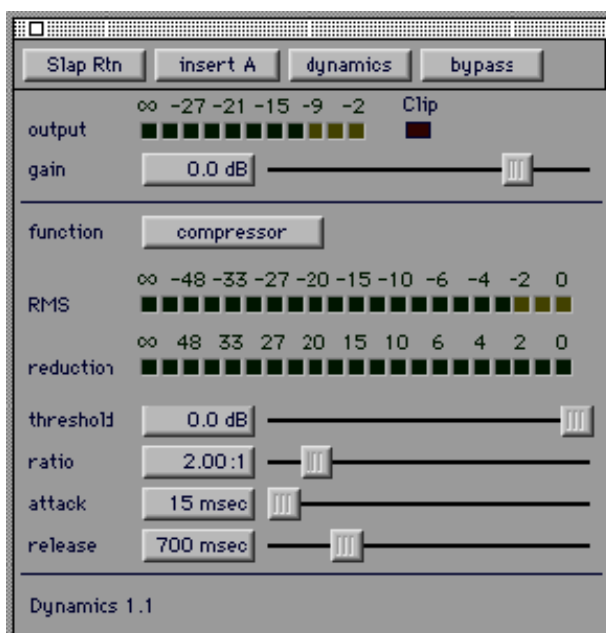 Slap Rtn insert A dynamics bypass
∞ -27 -21 -15 -9 -2 Clip
output
gain 0.0 dB
function compressor
∞ -48 -33 -27 -20 -15 -10 -6 -4 -2 0
RMS
∞ 48 33 27 20 15 10 6 4 2 0
reduction
threshold 0.0 dB
ratio 2.00:1
attack 15 msec
release 700 msec
Dynamics 1.1